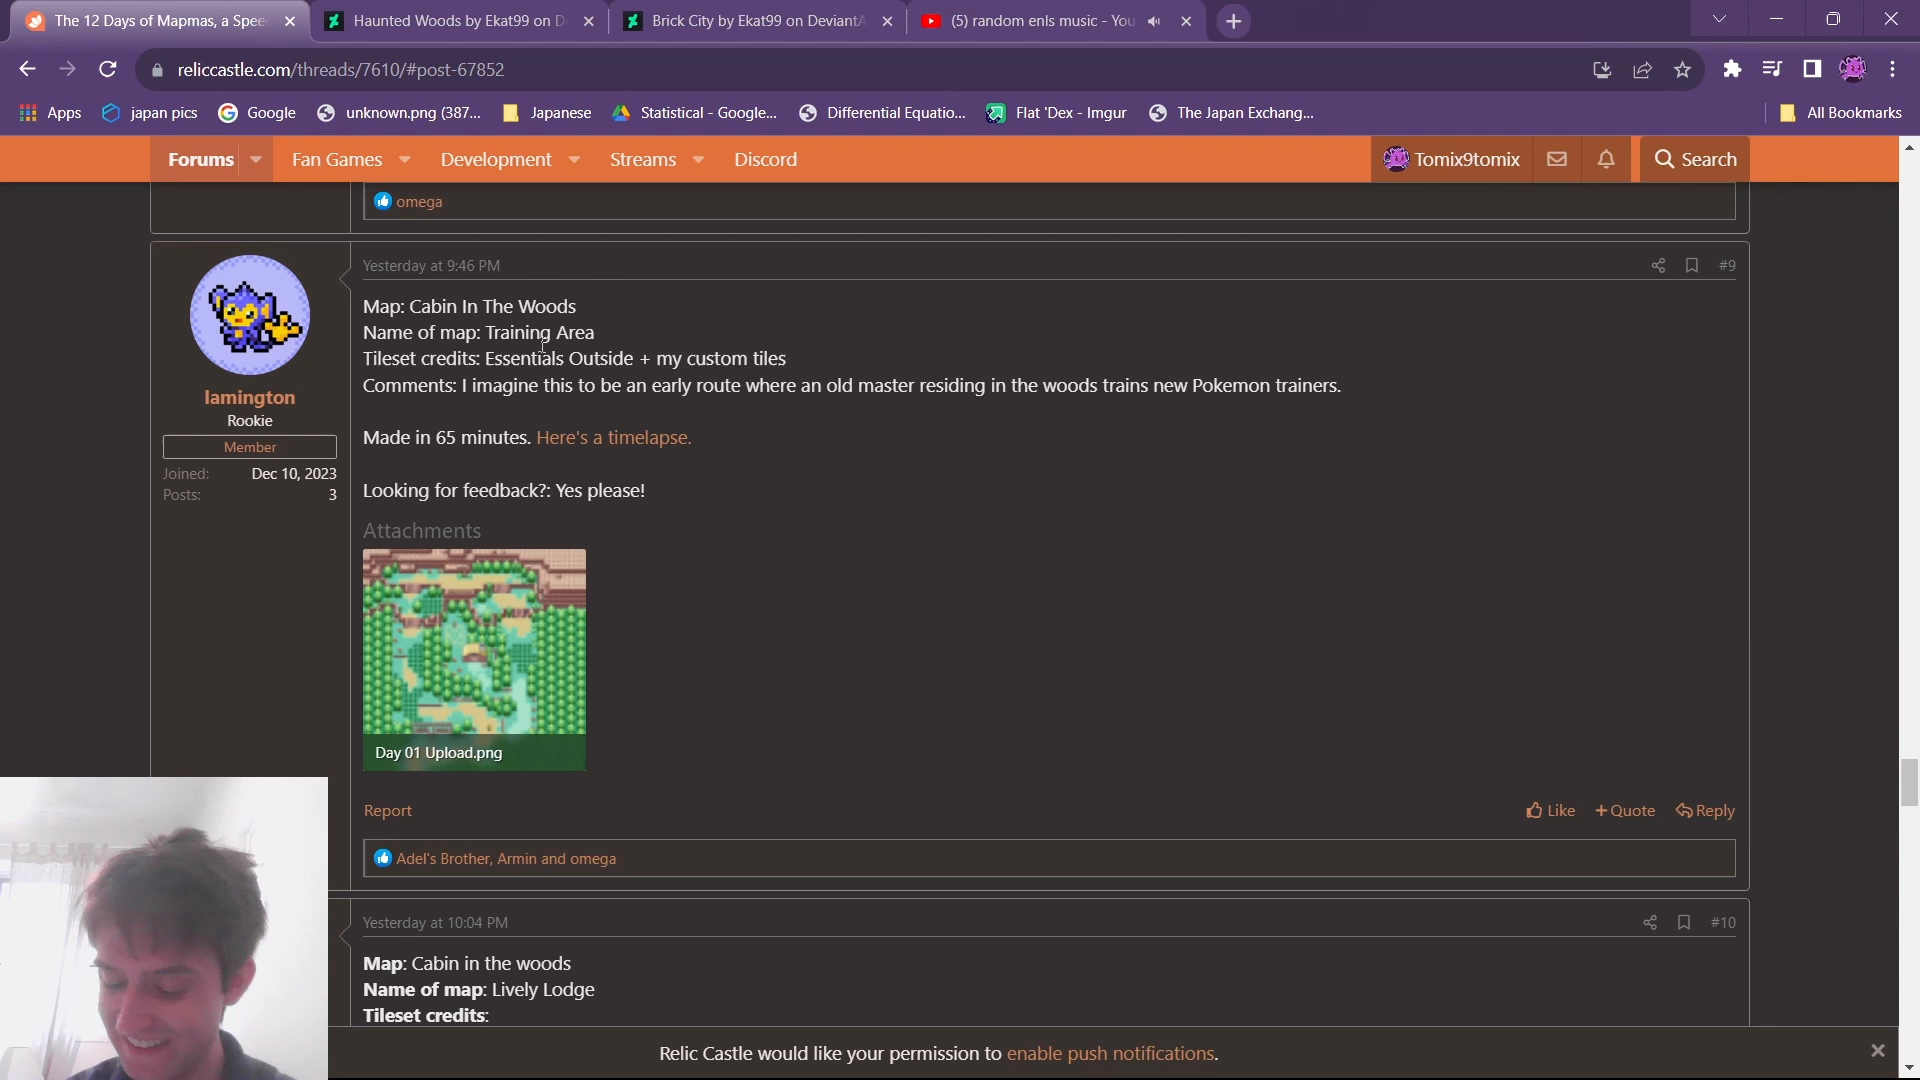 The 12 Days of Mapmas, a Spee
Haunted Woods by Ekat99 on D
Brick City by Ekat99 on DeviantA
(5) random enls music - You
reliccastle.com/threads/7610/#post-67852
Apps
japan pics
Google
unknown.png (387...
Japanese
Statistical - Google...
Differential Equatio...
Flat 'Dex - Imgur
The Japan Exchang...
All Bookmarks
Forums
Fan Games
Development
Streams
Discord
Tomix9tomix
Search
omega
Yesterday at 9:46 PM
#9
Map: Cabin In The Woods
Name of map: Training Area
Tileset credits: Essentials Outside + my custom tiles
Comments: I imagine this to be an early route where an old master residing in the woods trains new Pokemon trainers.
Made in 65 minutes. Here's a timelapse.
Looking for feedback?: Yes please!
lamington
Rookie
Member
Joined: Dec 10, 2023
Posts: 3
Attachments
Day 01 Upload.png
Report
Like
+Quote
Reply
Adel's Brother, Armin and omega
Yesterday at 10:04 PM
#10
Map: Cabin in the woods
Name of map: Lively Lodge
Tileset credits:
Relic Castle would like your permission to enable push notifications.